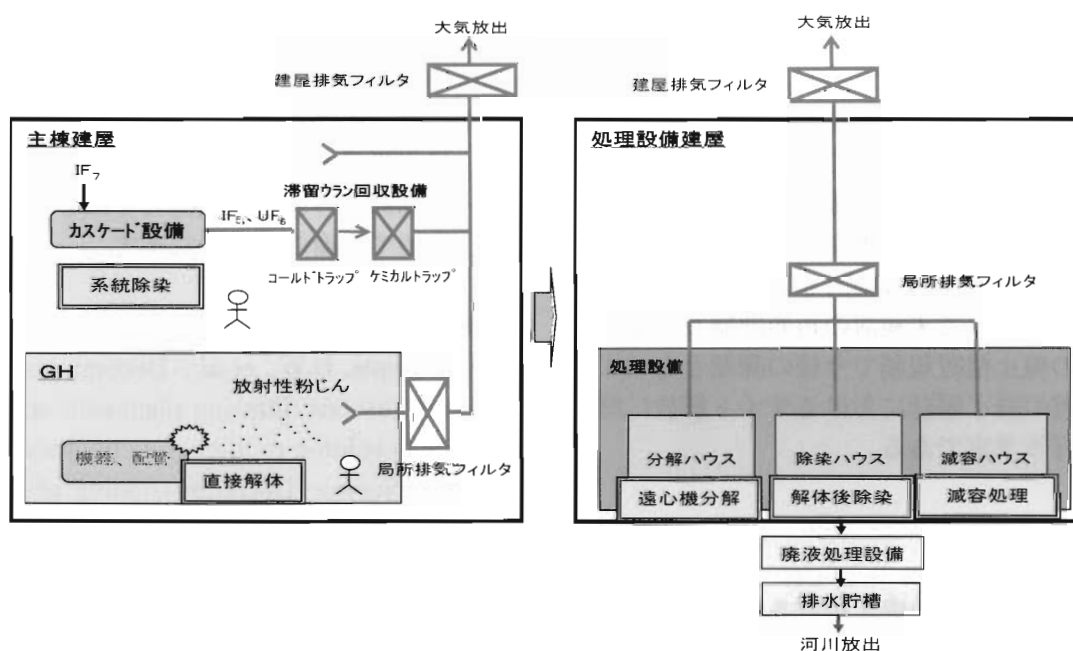 大気放出
建屋排気フィルタ
主棟建屋
IF₇
カスケード設備
IF₅、UF₆
滞留ウラン回収設備
コールドトラップ
ケミカルトラップ
系統除染
GH
放射性粉じん
機器、配管
直接解体
局所排気フィルタ
大気放出
建屋排気フィルタ
処理設備建屋
局所排気フィルタ
処理設備
分解ハウス
除染ハウス
減容ハウス
遠心機分解
解体後除染
減容処理
廃液処理設備
排水貯槽
河川放出